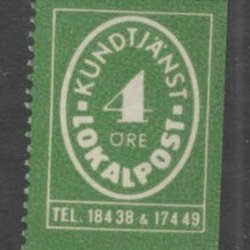 KUNDTJÄNST
4
ÖRE
LOKALPOST
TEL. 184 38 & 174 49